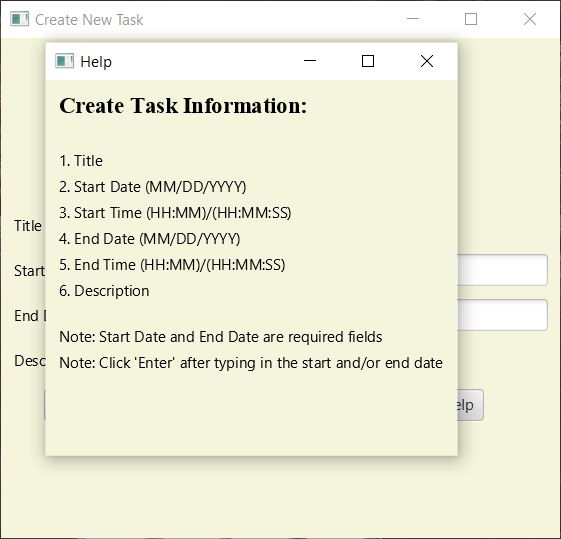 Create New Task
Help
Create Task Information:
1. Title
2. Start Date (MM/DD/YYYY)
3. Start Time (HH:MM)/(HH:MM:SS)
4. End Date (MM/DD/YYYY)
5. End Time (HH:MM)/(HH:MM:SS)
6. Description
Note: Start Date and End Date are required fields
Note: Click 'Enter' after typing in the start and/or end date
Title
Start
End